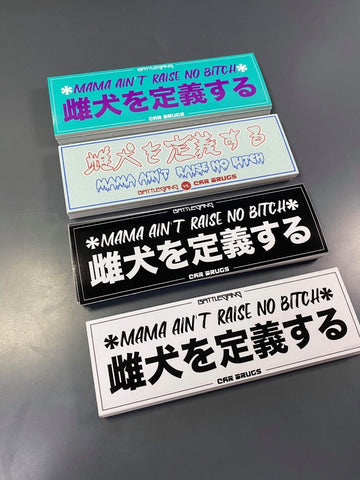 BATTLEGANG
*MAMA AIN'T RAISE NO BITCH*
雌犬を定義する
CAR DRUGS
雌犬を定義する
MAMA AIN'T RAISE NO BITCH
BATTLEGANG VS. CAR DRUGS
BATTLEGANG
*MAMA AIN'T RAISE NO BITCH*
雌犬を定義する
CAR DRUGS
BATTLEGANG
*MAMA AIN'T RAISE NO BITCH*
雌犬を定義する
CAR DRUGS